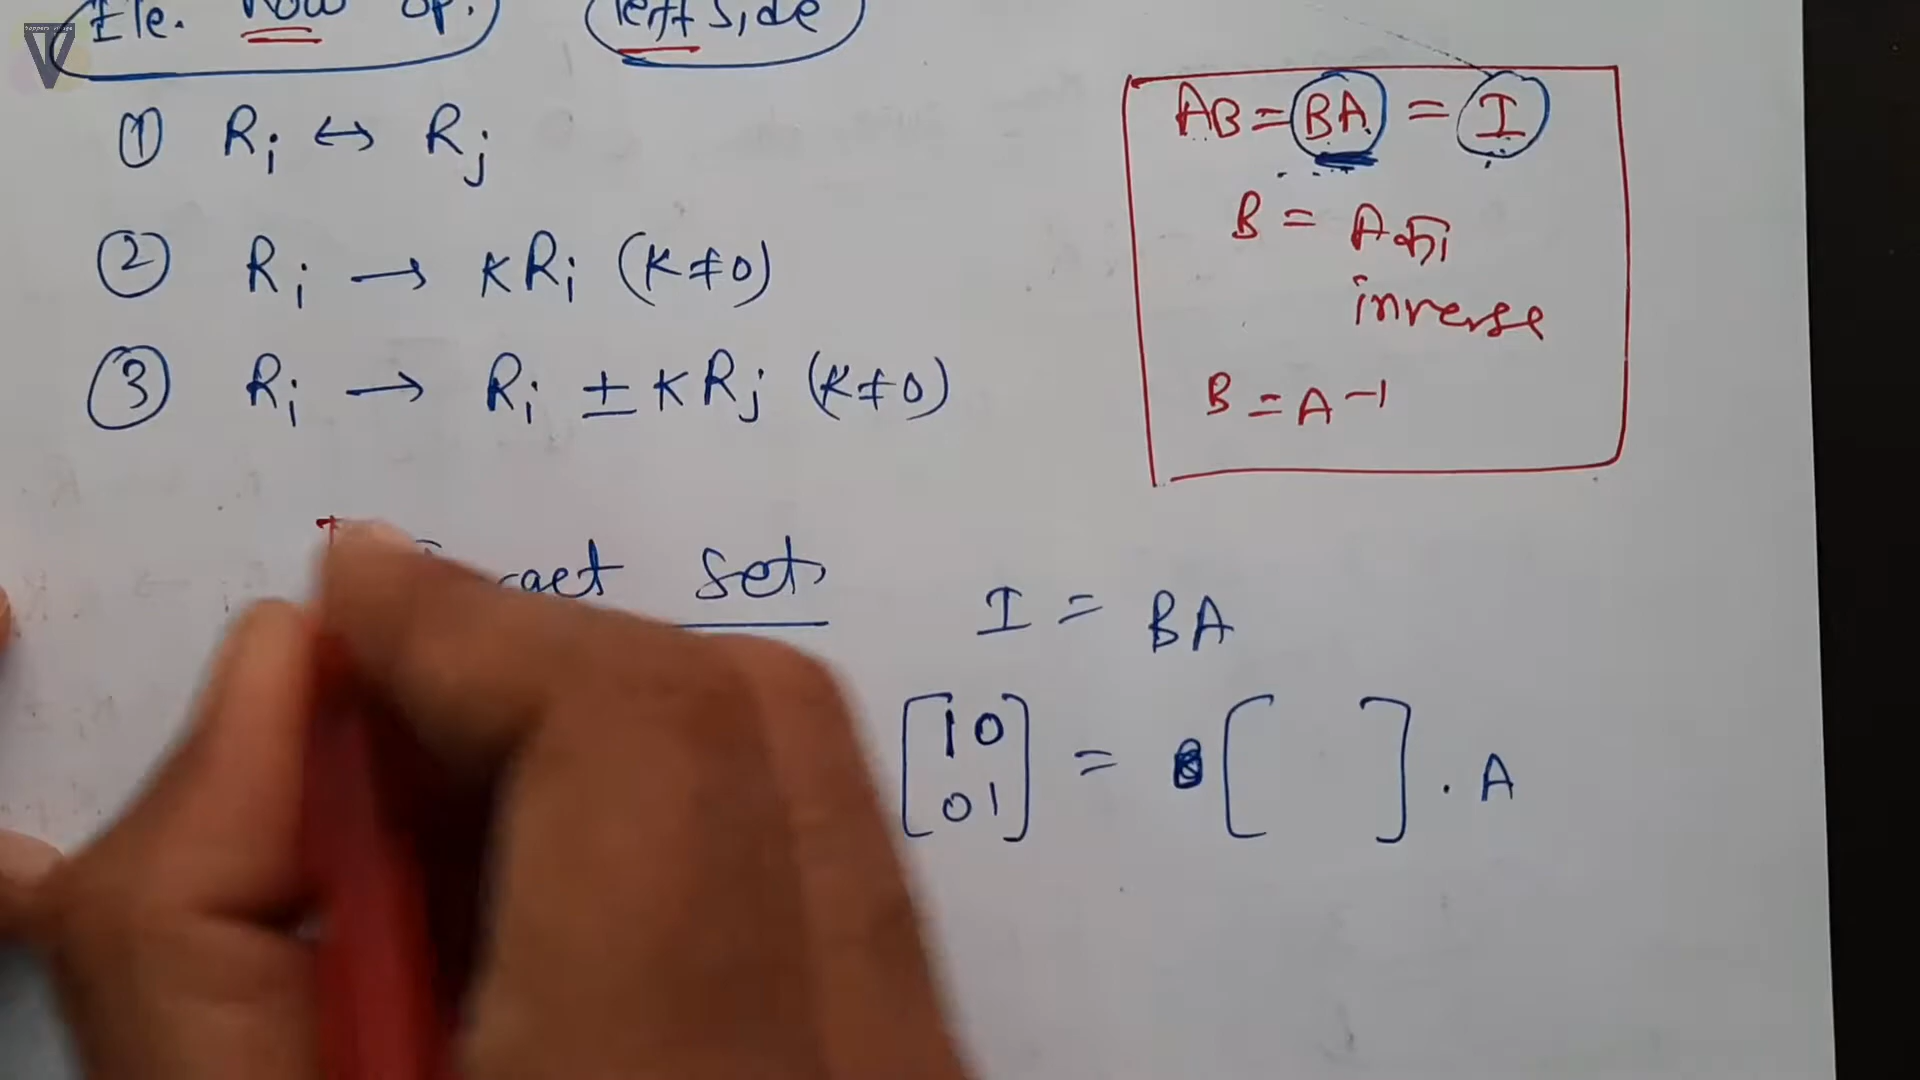 Ele. Row Op. left side
① Ri ↔ Rj
② Ri → KRi (K≠0)
③ Ri → Ri ± KRj (K≠0)
AB = BA = I
B = A की
inverse
B = A⁻¹
set
I = BA
[1 0
0 1] = [ ] . A